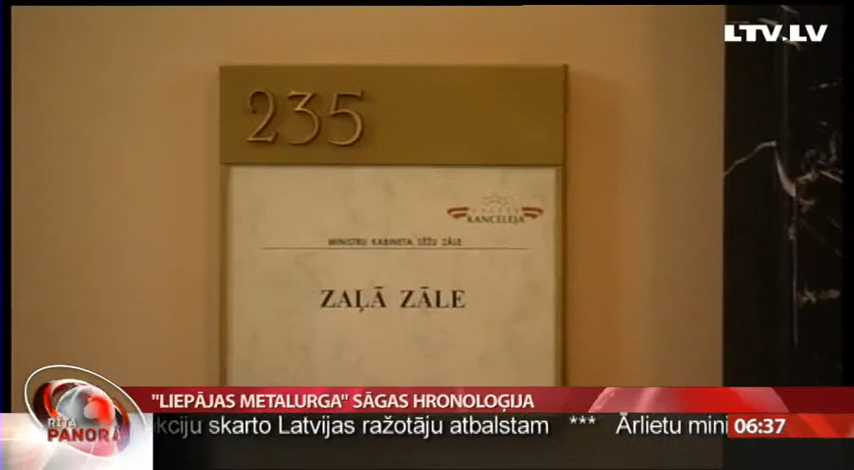 LTV.LV
235
VALSTS
KANCELEJA
MINISTRU KABINETA SĒŽU ZĀLE
ZAĻĀ ZĀLE
"LIEPĀJAS METALURGA" SĀGAS HRONOLOĢIJA
RĪTA
PANORĀ
kciju skarto Latvijas ražotāju atbalstam *** Ārlietu mini
06:37